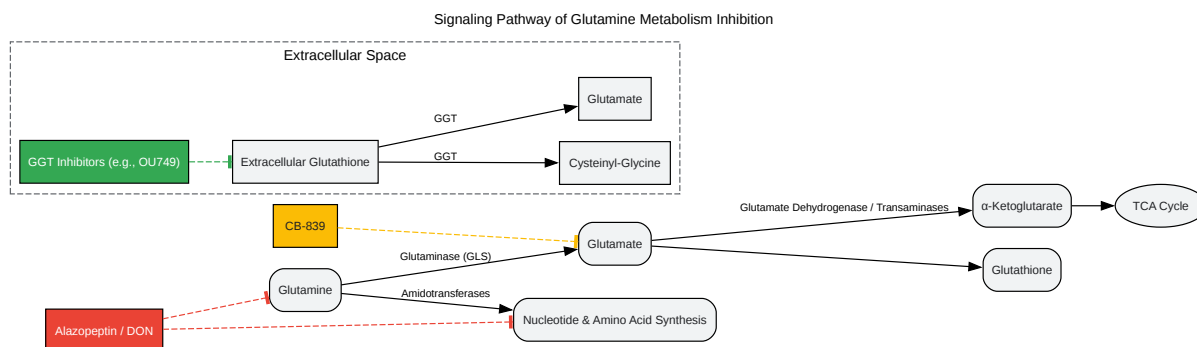 Signaling Pathway of Glutamine Metabolism Inhibition
Extracellular Space
Glutamate
GGT
GGT Inhibitors (e.g., OU749)
Extracellular Glutathione
GGT
Cysteinyl-Glycine
CB-839
Glutamate Dehydrogenase / Transaminases
α-Ketoglutarate
TCA Cycle
Glutamate
Glutaminase (GLS)
Glutathione
Glutamine
Amidotransferases
Nucleotide & Amino Acid Synthesis
Alazopeptin / DON